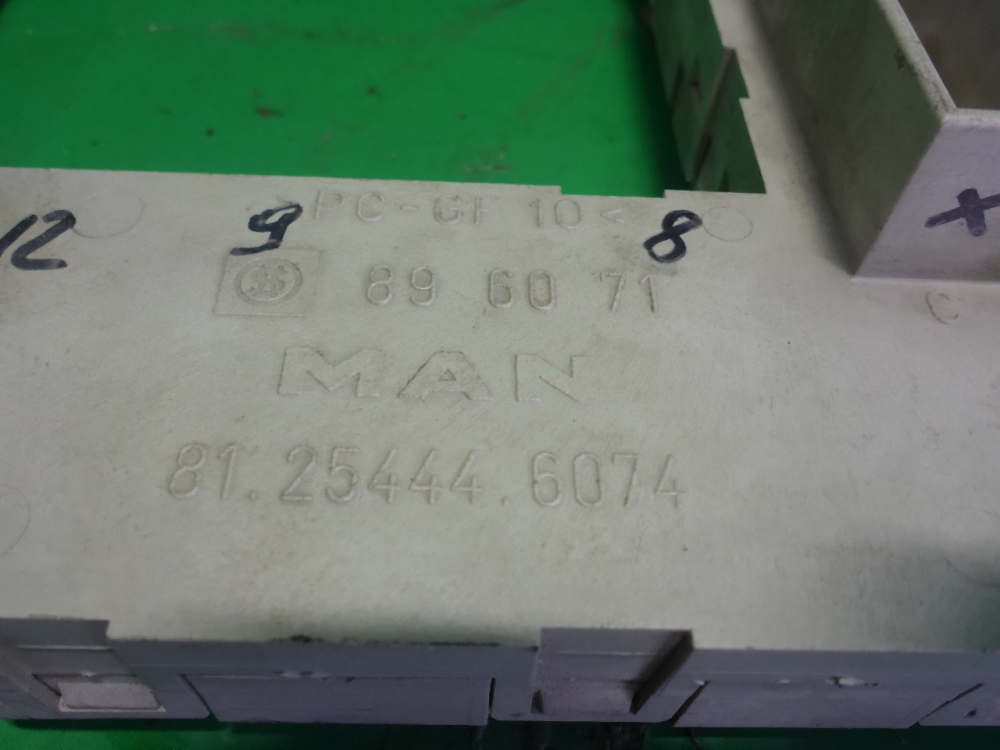 >PC-GF 10<
12 9 8 +
89 60 71
C
MAN
81.25444.6074